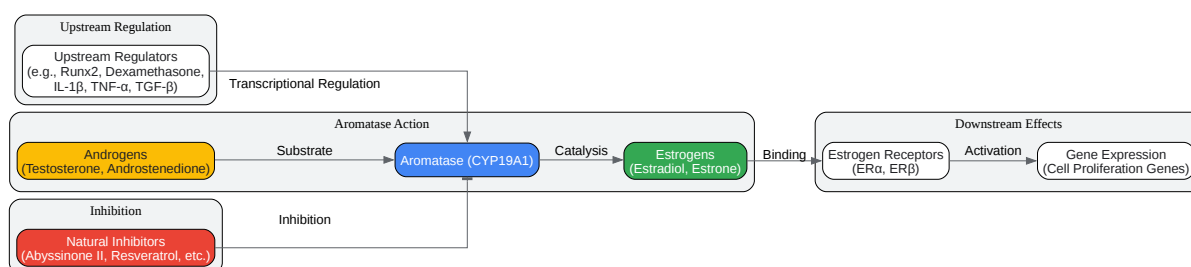 Upstream Regulation
Upstream Regulators
(e.g., Runx2, Dexamethasone,
IL-1β, TNF-α, TGF-β)
Transcriptional Regulation
Aromatase Action
Androgens
(Testosterone, Androstenedione)
Substrate
Aromatase (CYP19A1)
Catalysis
Estrogens
(Estradiol, Estrone)
Binding
Downstream Effects
Estrogen Receptors
(ERα, ERβ)
Activation
Gene Expression
(Cell Proliferation Genes)
Inhibition
Natural Inhibitors
(Abyssinone II, Resveratrol, etc.)
Inhibition